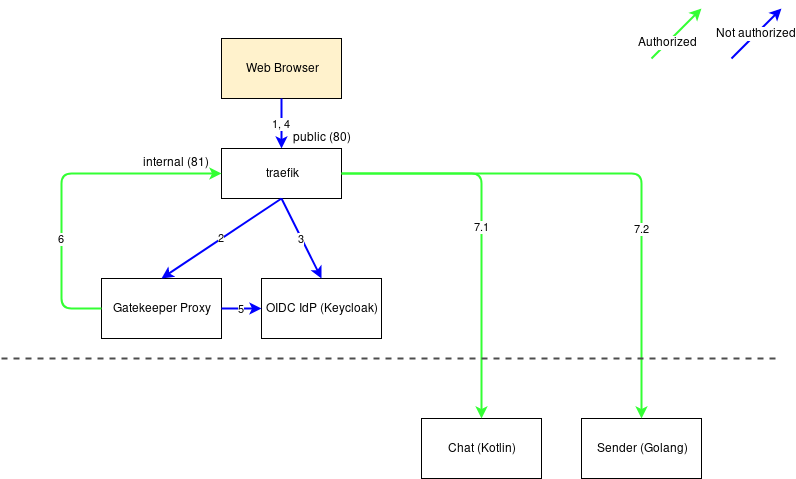 Not authorized
Authorized
Web Browser
1, 4
public (80)
internal (81)
traefik
7.1
7.2
6
2
3
Gatekeeper Proxy
5
OIDC IdP (Keycloak)
Chat (Kotlin)
Sender (Golang)